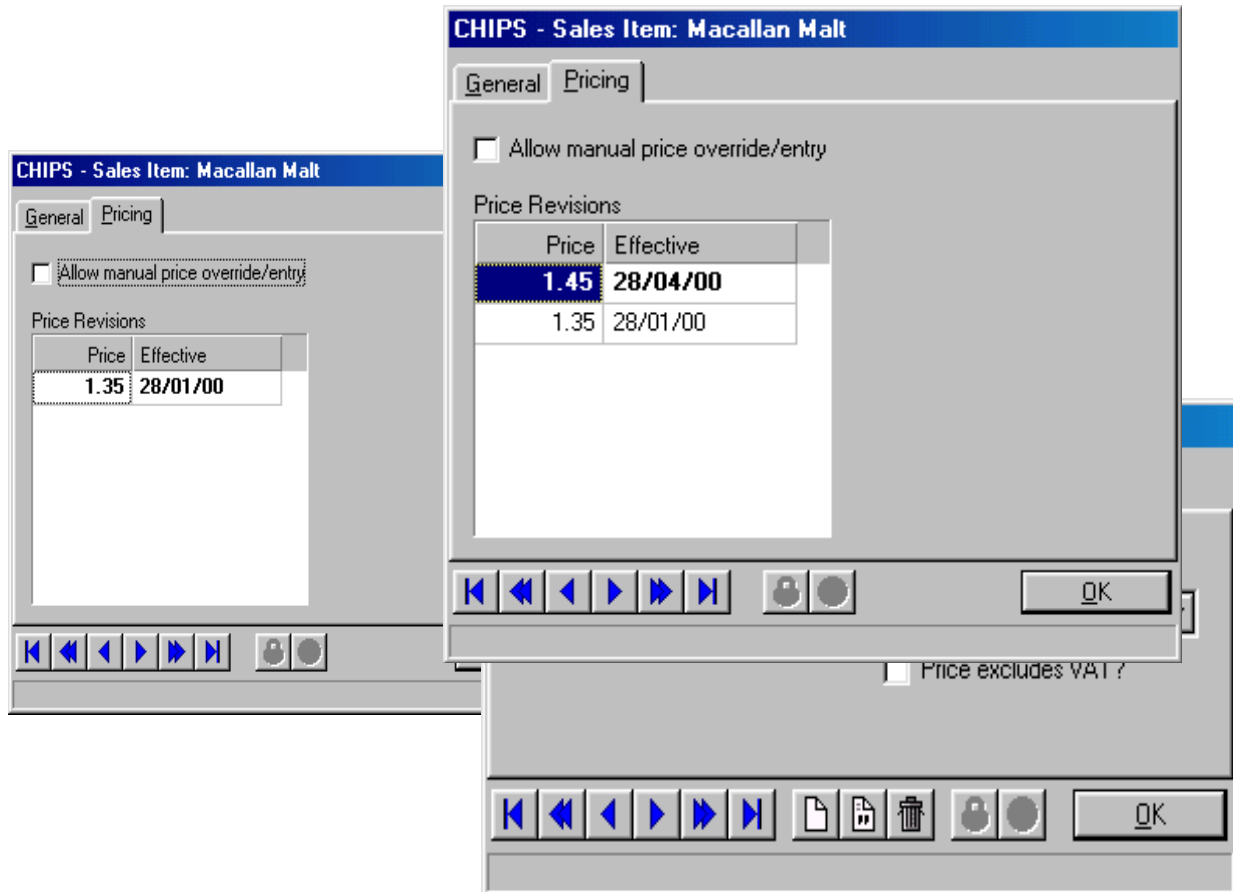 CHIPS - Sales Item: Macallan Malt
General Pricing
Allow manual price override/entry
Price Revisions
Price Effective
1.35 28/01/00
CHIPS - Sales Item: Macallan Malt
General Pricing
Allow manual price override/entry
Price Revisions
Price Effective
1.45 28/04/00
1.35 28/01/00
OK
Price excludes VAT?
OK